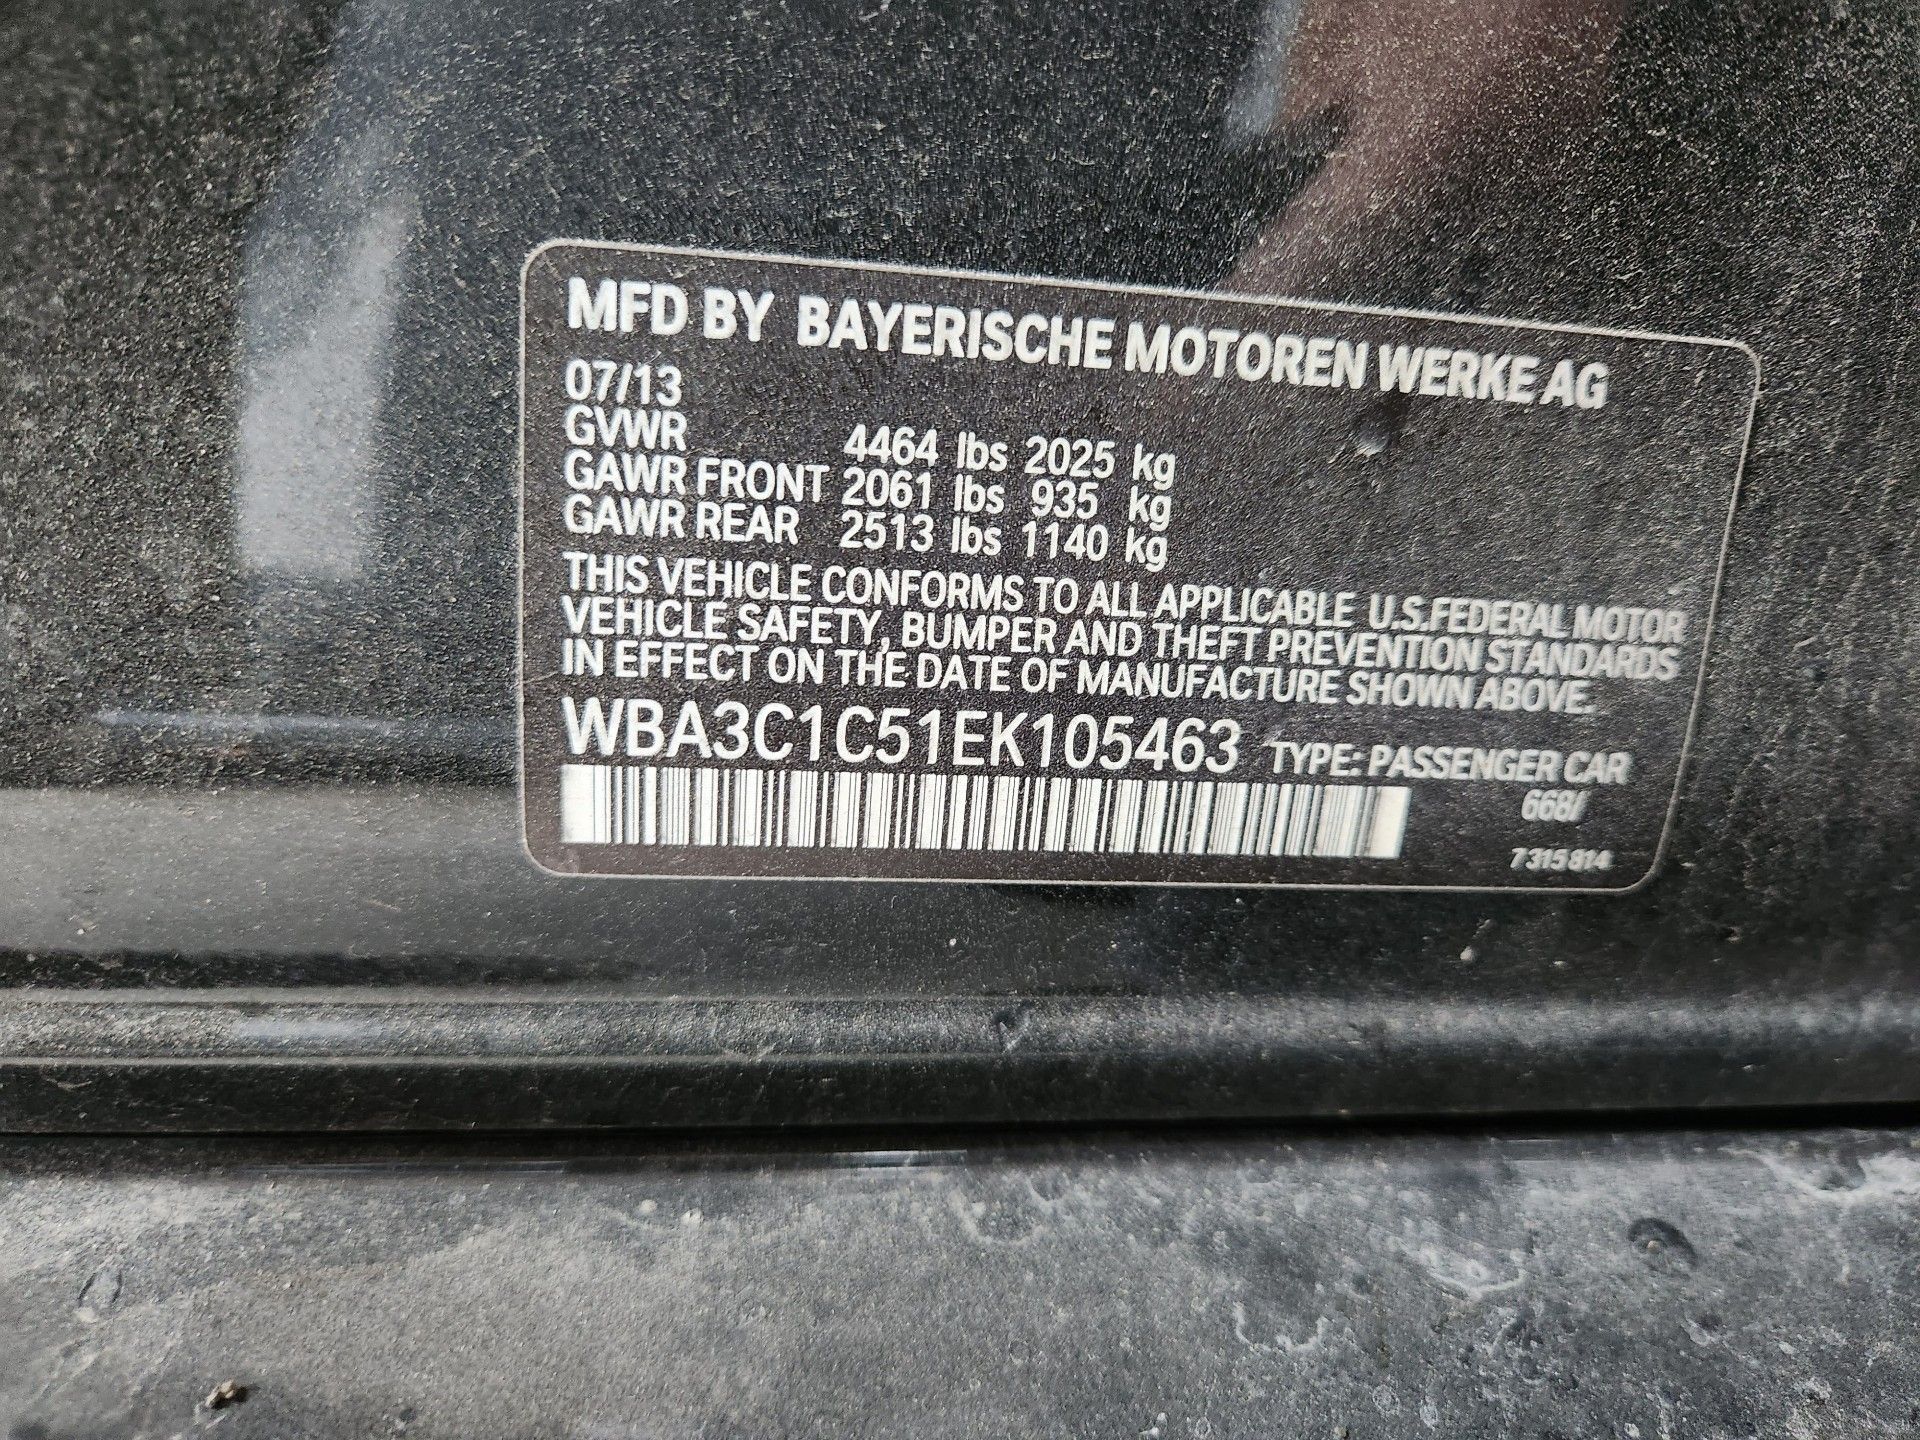 MFD BY BAYERISCHE MOTOREN WERKE AG
07/13
GVWR 4464 lbs 2025 kg
GAWR FRONT 2061 lbs 935 kg
GAWR REAR 2513 lbs 1140 kg
THIS VEHICLE CONFORMS TO ALL APPLICABLE U.S.FEDERAL MOTOR
VEHICLE SAFETY, BUMPER AND THEFT PREVENTION STANDARDS
IN EFFECT ON THE DATE OF MANUFACTURE SHOWN ABOVE.
WBA3C1C51EK105463 TYPE: PASSENGER CAR
668/
7 315 814